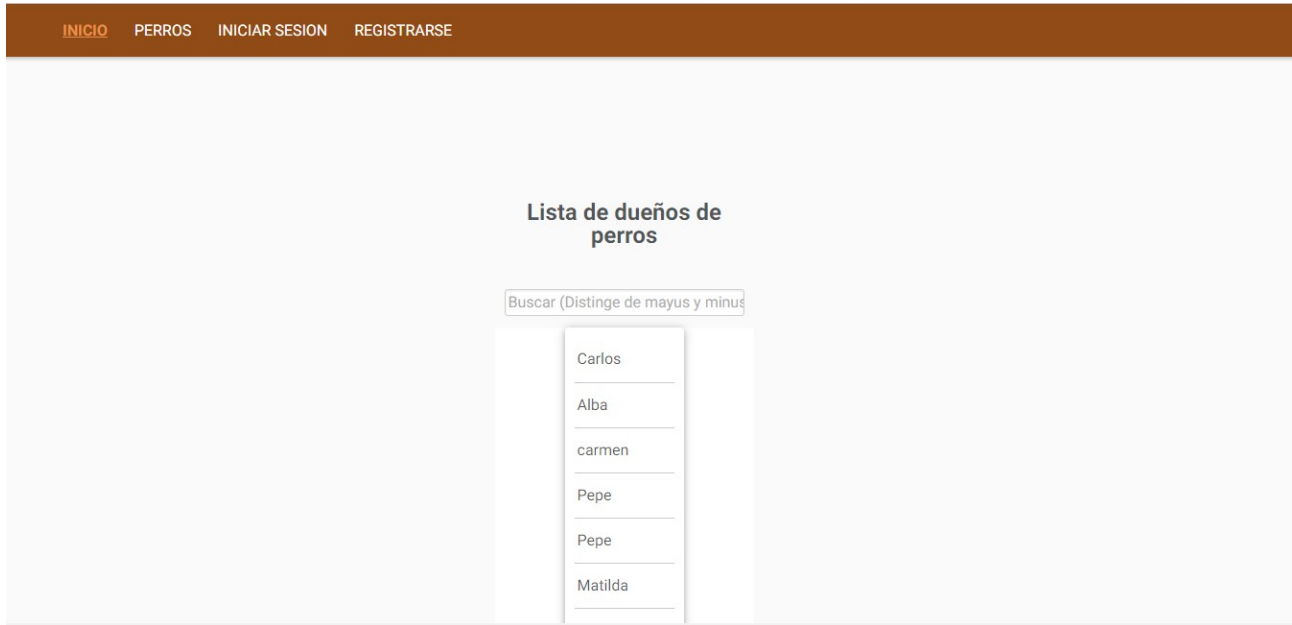 INICIO PERROS INICIAR SESION REGISTRARSE
Lista de dueños de
perros
Buscar (Distinge de mayus y minus
Carlos
Alba
carmen
Pepe
Pepe
Matilda